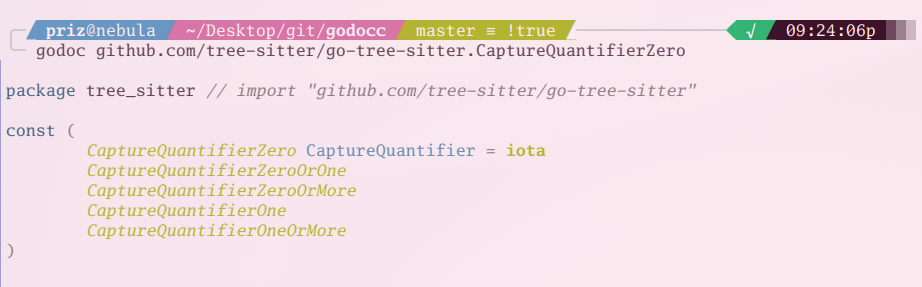 priz@nebula ~/Desktop/git/godocc master ≡ !true √ 09:24:06p
godoc github.com/tree-sitter/go-tree-sitter.CaptureQuantifierZero
package tree_sitter // import "github.com/tree-sitter/go-tree-sitter"
const (
CaptureQuantifierZero CaptureQuantifier = iota
CaptureQuantifierZeroOrOne
CaptureQuantifierZeroOrMore
CaptureQuantifierOne
CaptureQuantifierOneOrMore
)